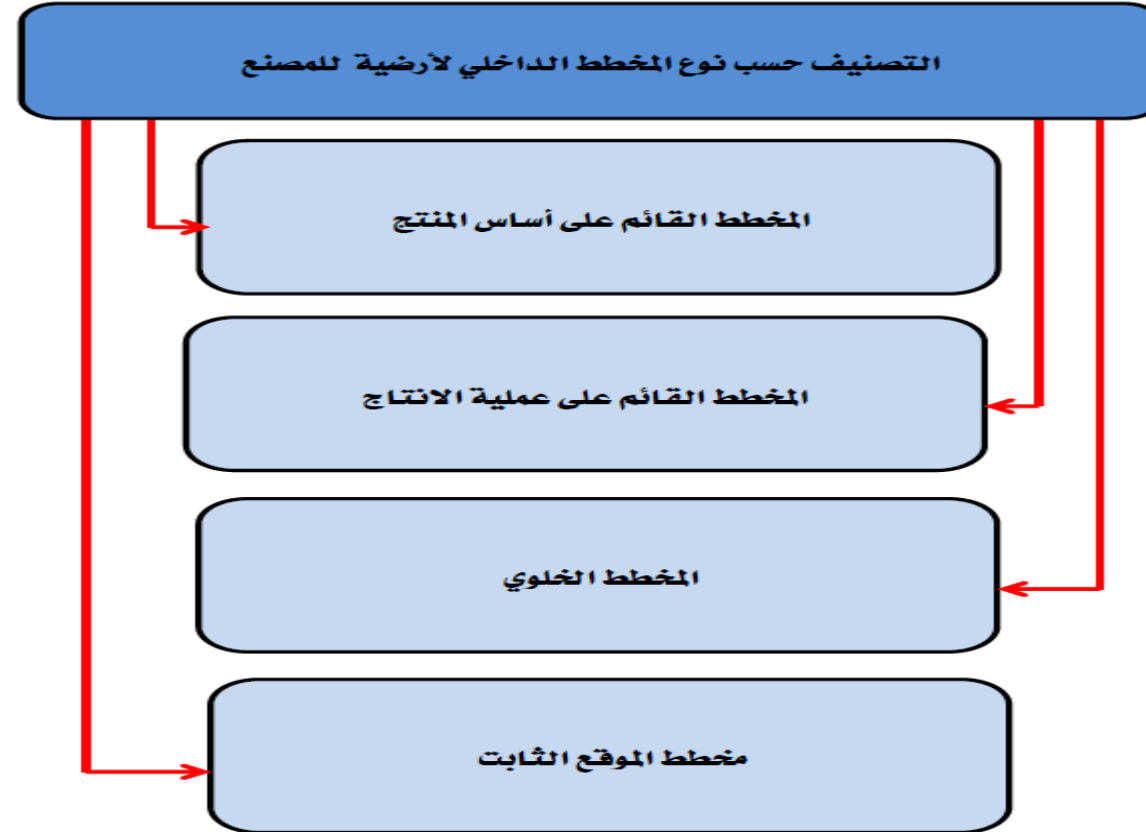 التصنيف حسب نوع المخطط الداخلي لأرضية للمصنع
المخطط القائم على أساس المنتج
المخطط القائم على عملية الانتاج
المخطط الخلوي
مخطط الموقع الثابت